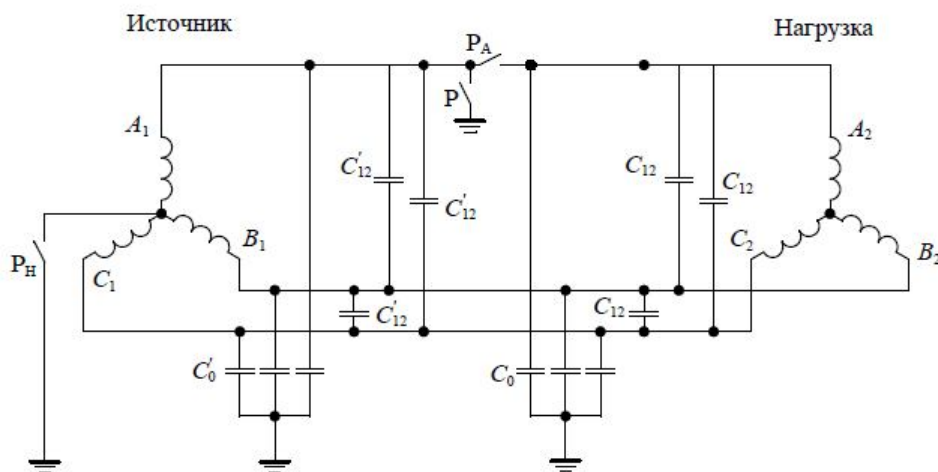 Источник
Нагрузка
P_A
P
A_1
A_2
C'_12
C'_12
C_12
C_12
B_1
C_1
P_Н
C_2
B_2
C'_12
C_12
C'_0
C_0